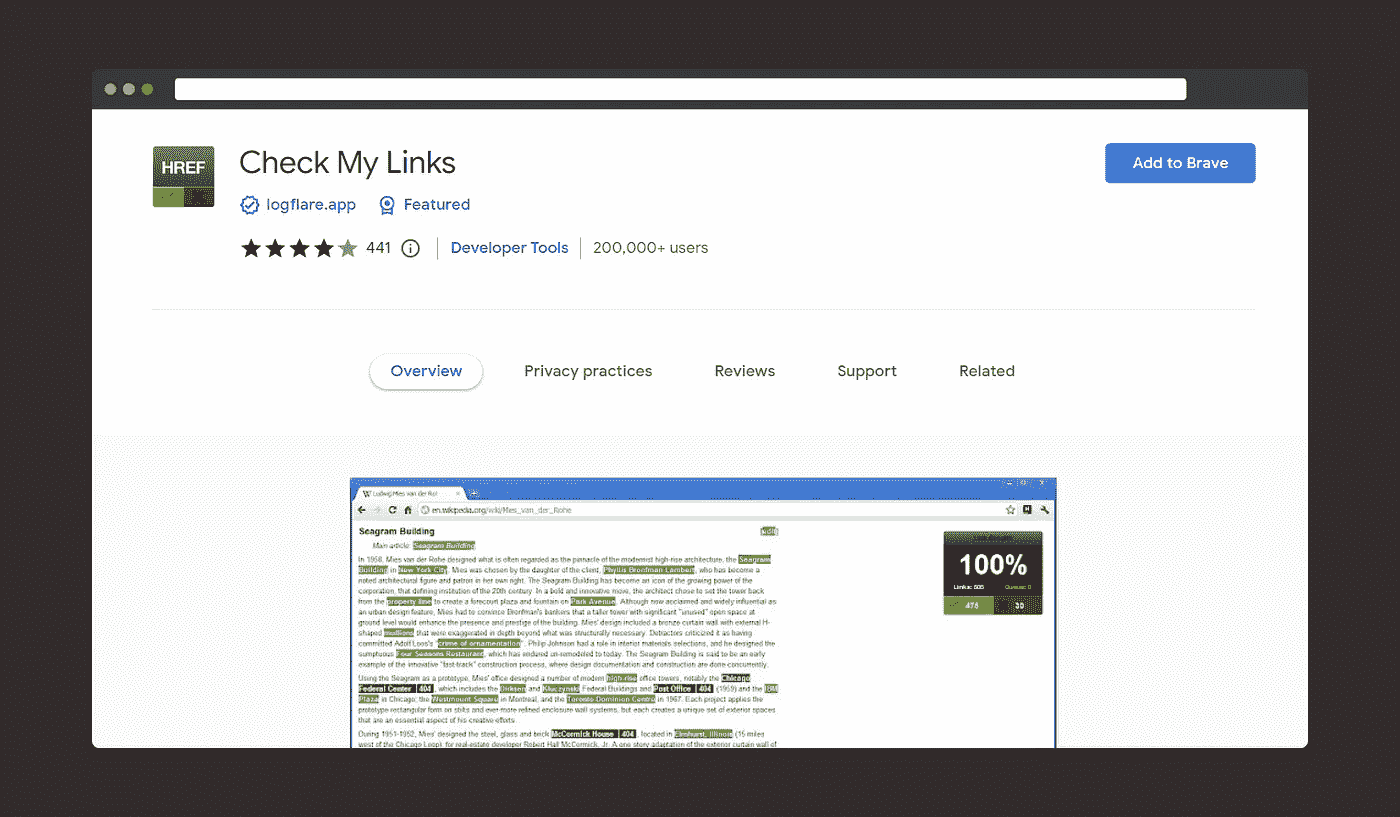 HREF
Check My Links
Add to Brave
logflare.app
Featured
441
Developer Tools
200,000+ users
Overview
Privacy practices
Reviews
Support
Related
Ludwig Mies van der Rol
en.wikipedia.org/wiki/Mies_van_der_Rohe
Seagram Building
Main article: Seagram Building
100%
Links: 505
Queue: 0
475
30
In 1958, Mies van der Rohe designed what is often regarded as the pinnacle of the modernist high-rise architecture, the Seagram
Building in New York City. Mies was chosen by the daughter of the client, Phyllis Bronfman Lambert, who has become a
noted architectural figure and patron in her own right. The Seagram Building has become an icon of the growing power of the
corporation, that defining institution of the 20th century. In a bold and innovative move, the architect chose to set the tower back
from the property line to create a forecourt plaza and fountain on Park Avenue. Although now acclaimed and widely influential as
an urban design feature, Mies had to convince Bronfman's bankers that a taller tower with significant "unused" open space at
ground level would enhance the presence and prestige of the building. Mies' design included a bronze curtain wall with external H-
shaped mullions that were exaggerated in depth beyond what was structurally necessary. Detractors criticized it as having
committed Adolf Loos's "crime of ornamentation". Philip Johnson had a role in interior materials selections, and he designed the
sumptuous Four Seasons Restaurant, which has endured un-remodeled to today. The Seagram Building is said to be an early
example of the innovative "fast-track" construction process, where design documentation and construction are done concurrently.
Using the Seagram as a prototype, Mies' office designed a number of modern high-rise office towers, notably the Chicago
Federal Center | 404 , which includes the Dirksen and Kluczynski Federal Buildings and Post Office | 404 (1959) and the IBM
Plaza in Chicago, the Westmount Square in Montreal, and the Toronto-Dominion Centre in 1967. Each project applies the
prototype rectangular form on stilts and ever-more refined enclosure wall systems, but each creates a unique set of exterior spaces
that are an essential aspect of his creative efforts.
During 1951-1952, Mies' designed the steel, glass and brick McCormick House | 404 , located in Elmhurst, Illinois (15 miles
west of the Chicago Loop), for real-estate developer Robert Hall McCormick, Jr. A one story adaptation of the exterior curtain wall of